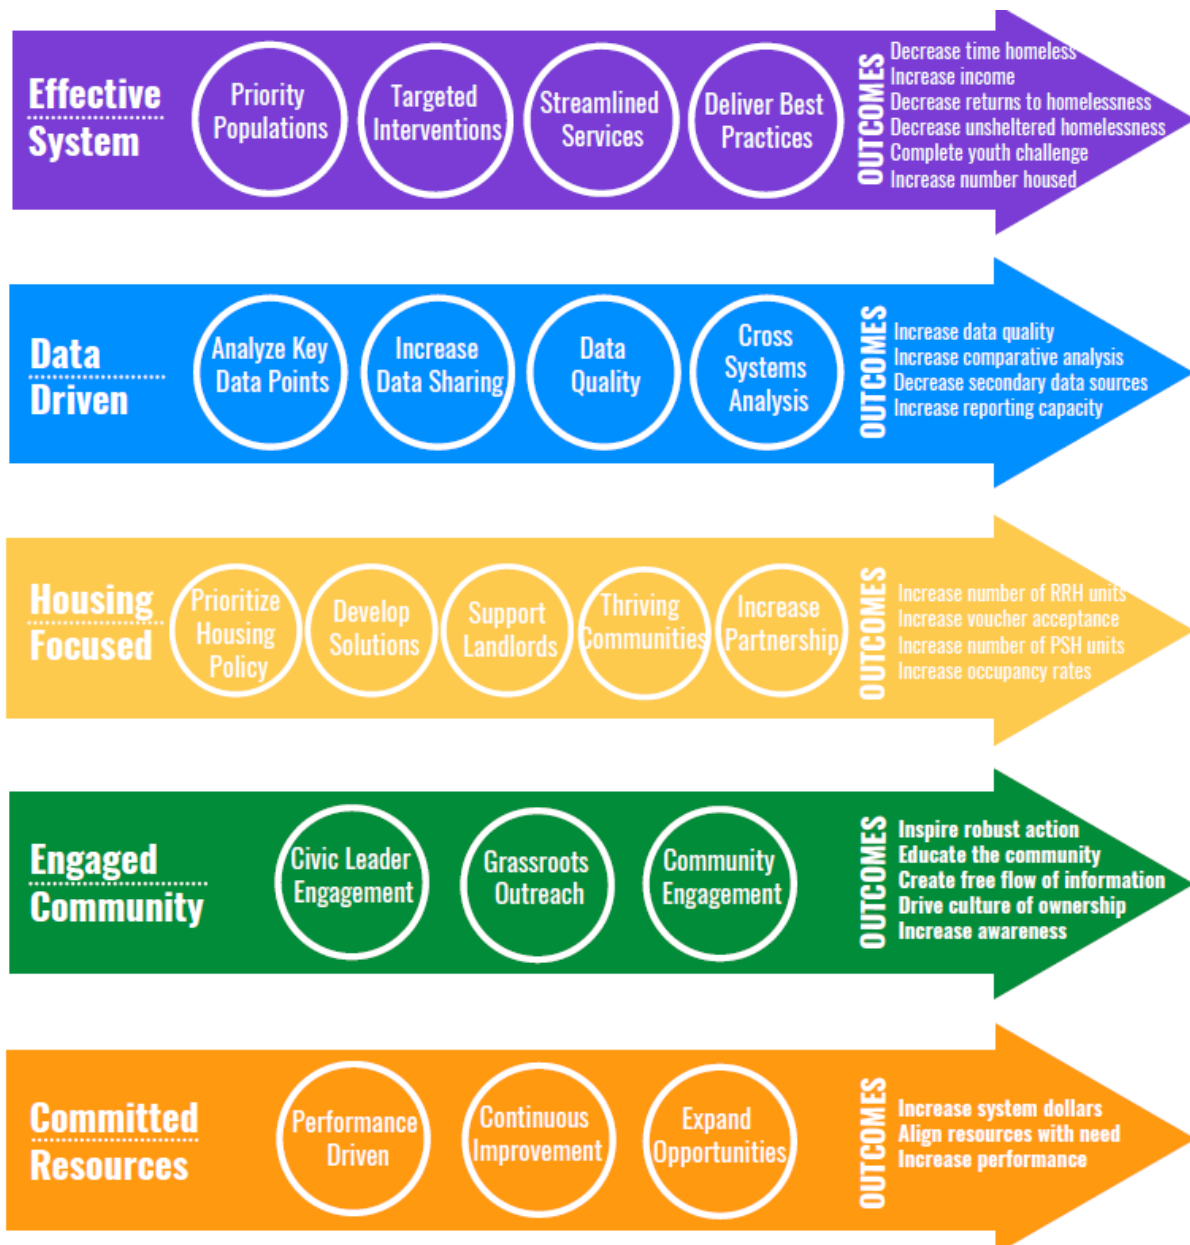 Effective
System
Priority
Populations
Targeted
Interventions
Streamlined
Services
Deliver Best
Practices
OUTCOMES
Decrease time homeless
Increase income
Decrease returns to homelessness
Decrease unsheltered homelessness
Complete youth challenge
Increase number housed
Data
Driven
Analyze Key
Data Points
Increase
Data Sharing
Data
Quality
Cross
Systems
Analysis
OUTCOMES
Increase data quality
Increase comparative analysis
Decrease secondary data sources
Increase reporting capacity
Housing
Focused
Prioritize
Housing
Policy
Develop
Solutions
Support
Landlords
Thriving
Communities
Increase
Partnership
OUTCOMES
Increase number of RRH units
Increase voucher acceptance
Increase number of PSH units
Increase occupancy rates
Engaged
Community
Civic Leader
Engagement
Grassroots
Outreach
Community
Engagement
OUTCOMES
Inspire robust action
Educate the community
Create free flow of information
Drive culture of ownership
Increase awareness
Committed
Resources
Performance
Driven
Continuous
Improvement
Expand
Opportunities
OUTCOMES
Increase system dollars
Align resources with need
Increase performance